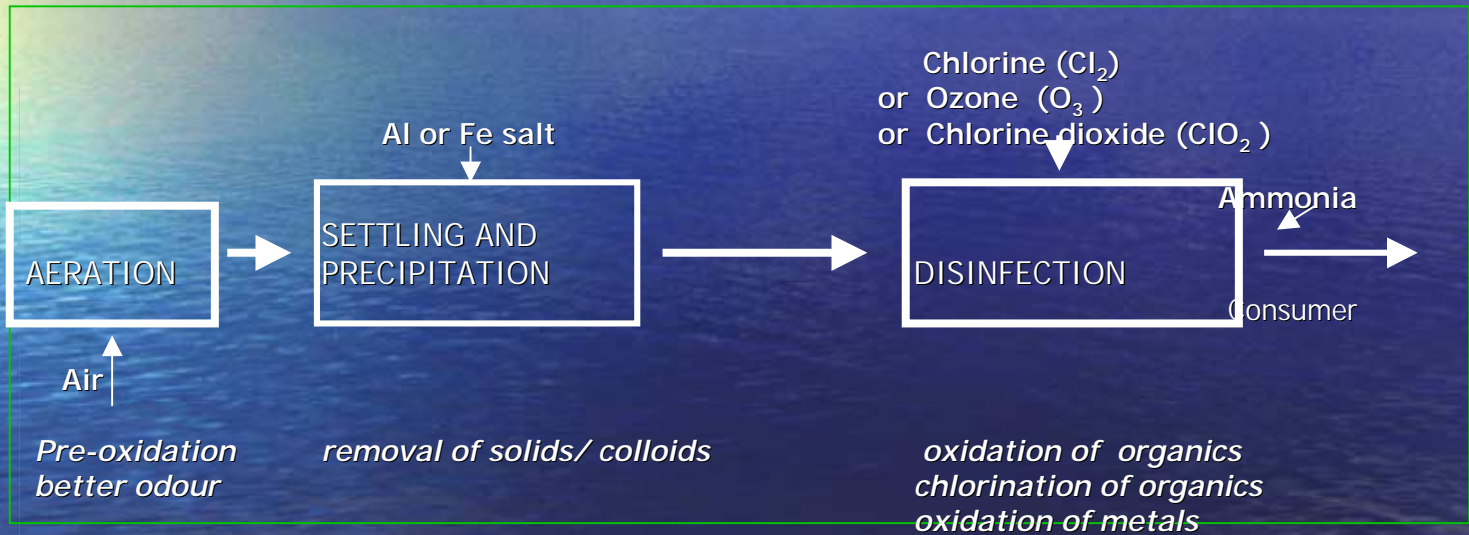 Chlorine (Cl₂)
or Ozone (O₃ )
or Chlorine dioxide (ClO₂ )
Al or Fe salt
Ammonia
AERATION
SETTLING AND
PRECIPITATION
DISINFECTION
Consumer
Air
Pre-oxidation
better odour
removal of solids/ colloids
oxidation of organics
chlorination of organics
oxidation of metals